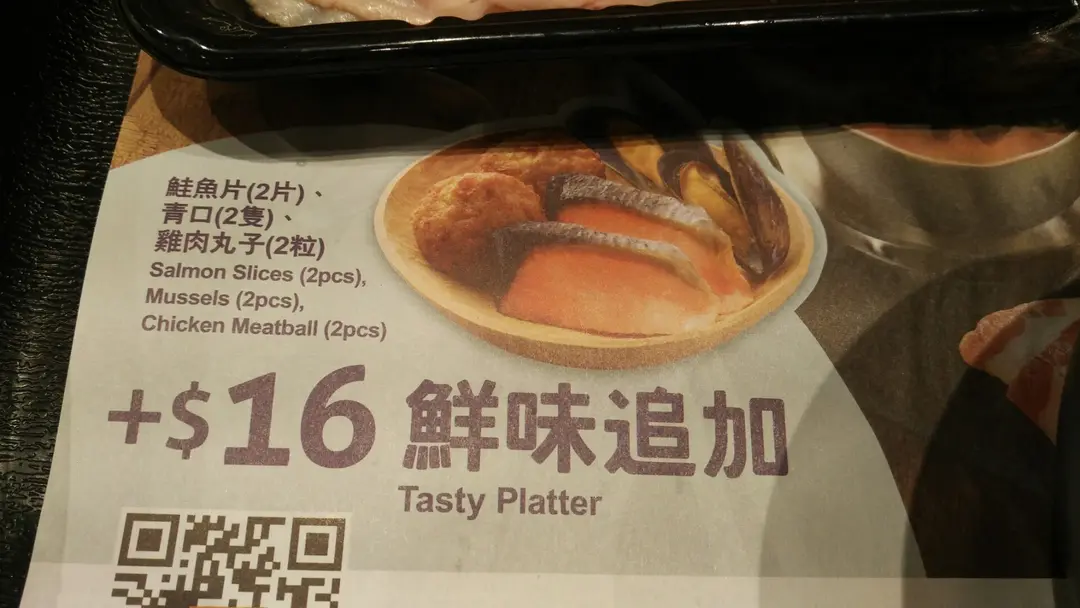 鮭魚片(2片)、
青口(2隻)、
雞肉丸子(2粒)
Salmon Slices (2pcs),
Mussels (2pcs),
Chicken Meatball (2pcs)
+$16 鮮味追加
Tasty Platter